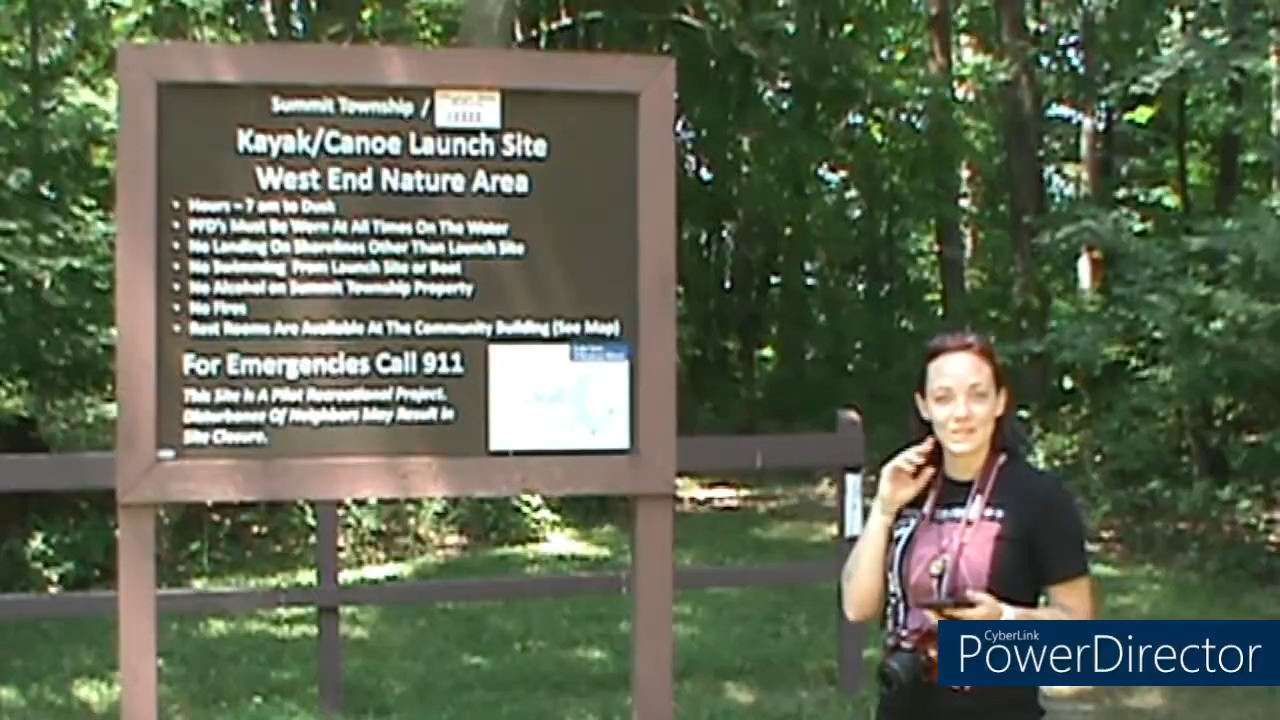 Summit Township /
Kayak/Canoe Launch Site
West End Nature Area
• Hours – 7 am to Dusk
• PFD's Must Be Worn At All Times On The Water
• No Landing On Shorelines Other Than Launch Site
• No Swimming From Launch Site or Boat
• No Alcohol on Summit Township Property
• No Fires
• Rest Rooms Are Available At The Community Building (See Map)
For Emergencies Call 911
This Site Is A Pilot Recreational Project.
Disturbance Of Neighbors May Result in
Site Closure.
CyberLink
PowerDirector